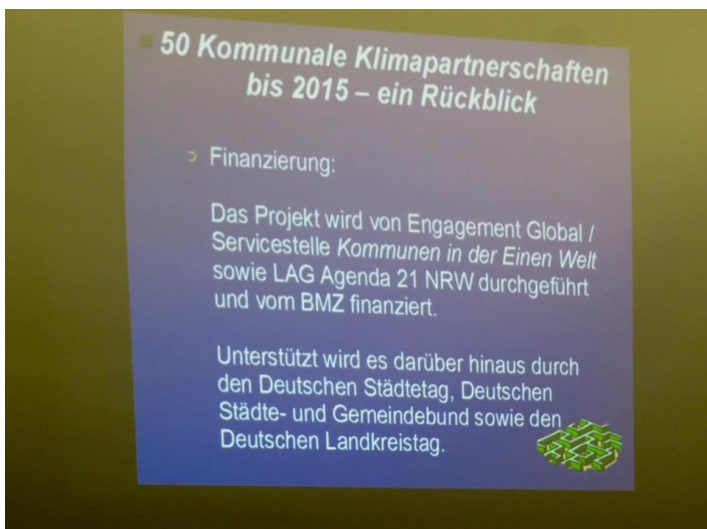 50 Kommunale Klimapartnerschaften
bis 2015 – ein Rückblick
Finanzierung:
Das Projekt wird von Engagement Global /
Servicestelle Kommunen in der Einen Welt
sowie LAG Agenda 21 NRW durchgeführt
und vom BMZ finanziert.
Unterstützt wird es darüber hinaus durch
den Deutschen Städtetag, Deutschen
Städte- und Gemeindebund sowie den
Deutschen Landkreistag.